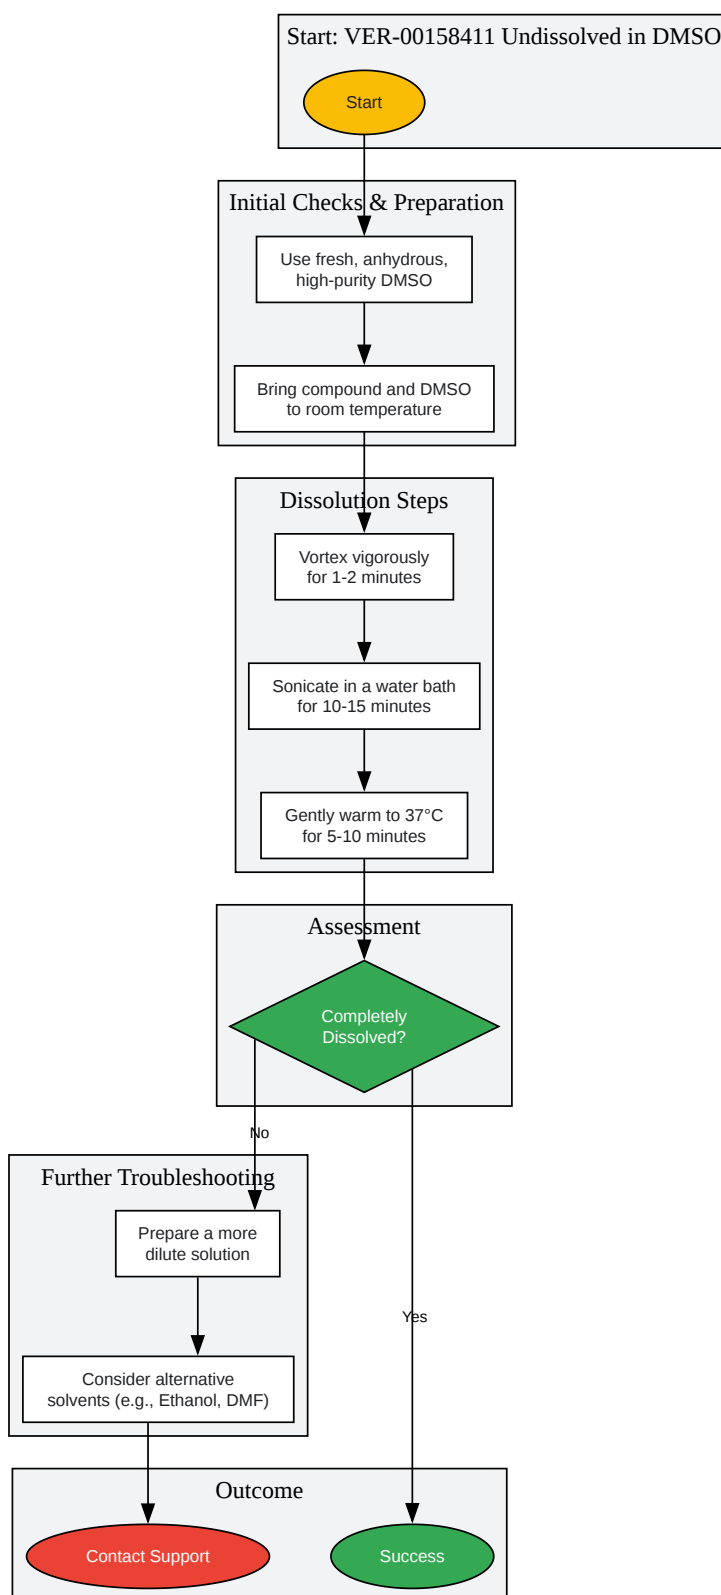 Start: VER-00158411 Undissolved in DMSO
Start
Initial Checks & Preparation
Use fresh, anhydrous,
high-purity DMSO
Bring compound and DMSO
to room temperature
Dissolution Steps
Vortex vigorously
for 1-2 minutes
Sonicate in a water bath
for 10-15 minutes
Gently warm to 37°C
for 5-10 minutes
Assessment
Completely
Dissolved?
No
Further Troubleshooting
Prepare a more
dilute solution
Yes
Consider alternative
solvents (e.g., Ethanol, DMF)
Outcome
Contact Support
Success